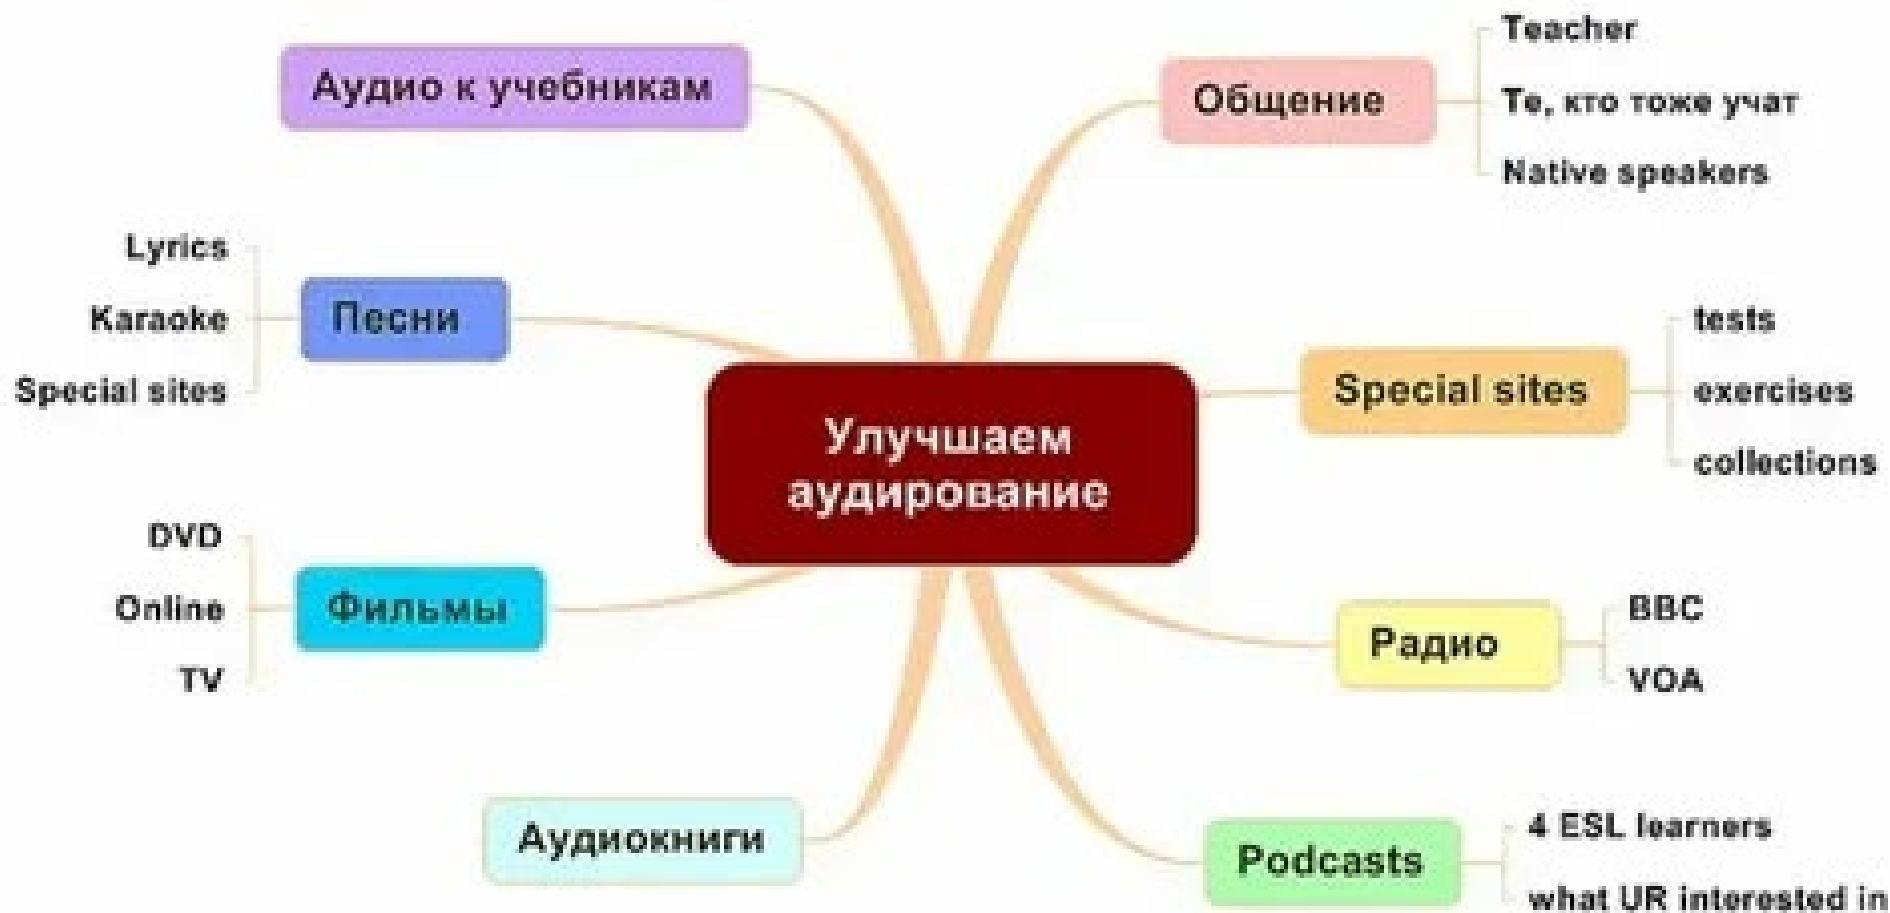 Аудио к учебникам
Lyrics
Karaoke
Special sites
Песни
DVD
Online
TV
Фильмы
Аудиокниги
Улучшаем
аудирование
Общение
Teacher
Те, кто тоже учат
Native speakers
Special sites
tests
exercises
collections
Радио
BBC
VOA
Podcasts
4 ESL learners
what UR interested in